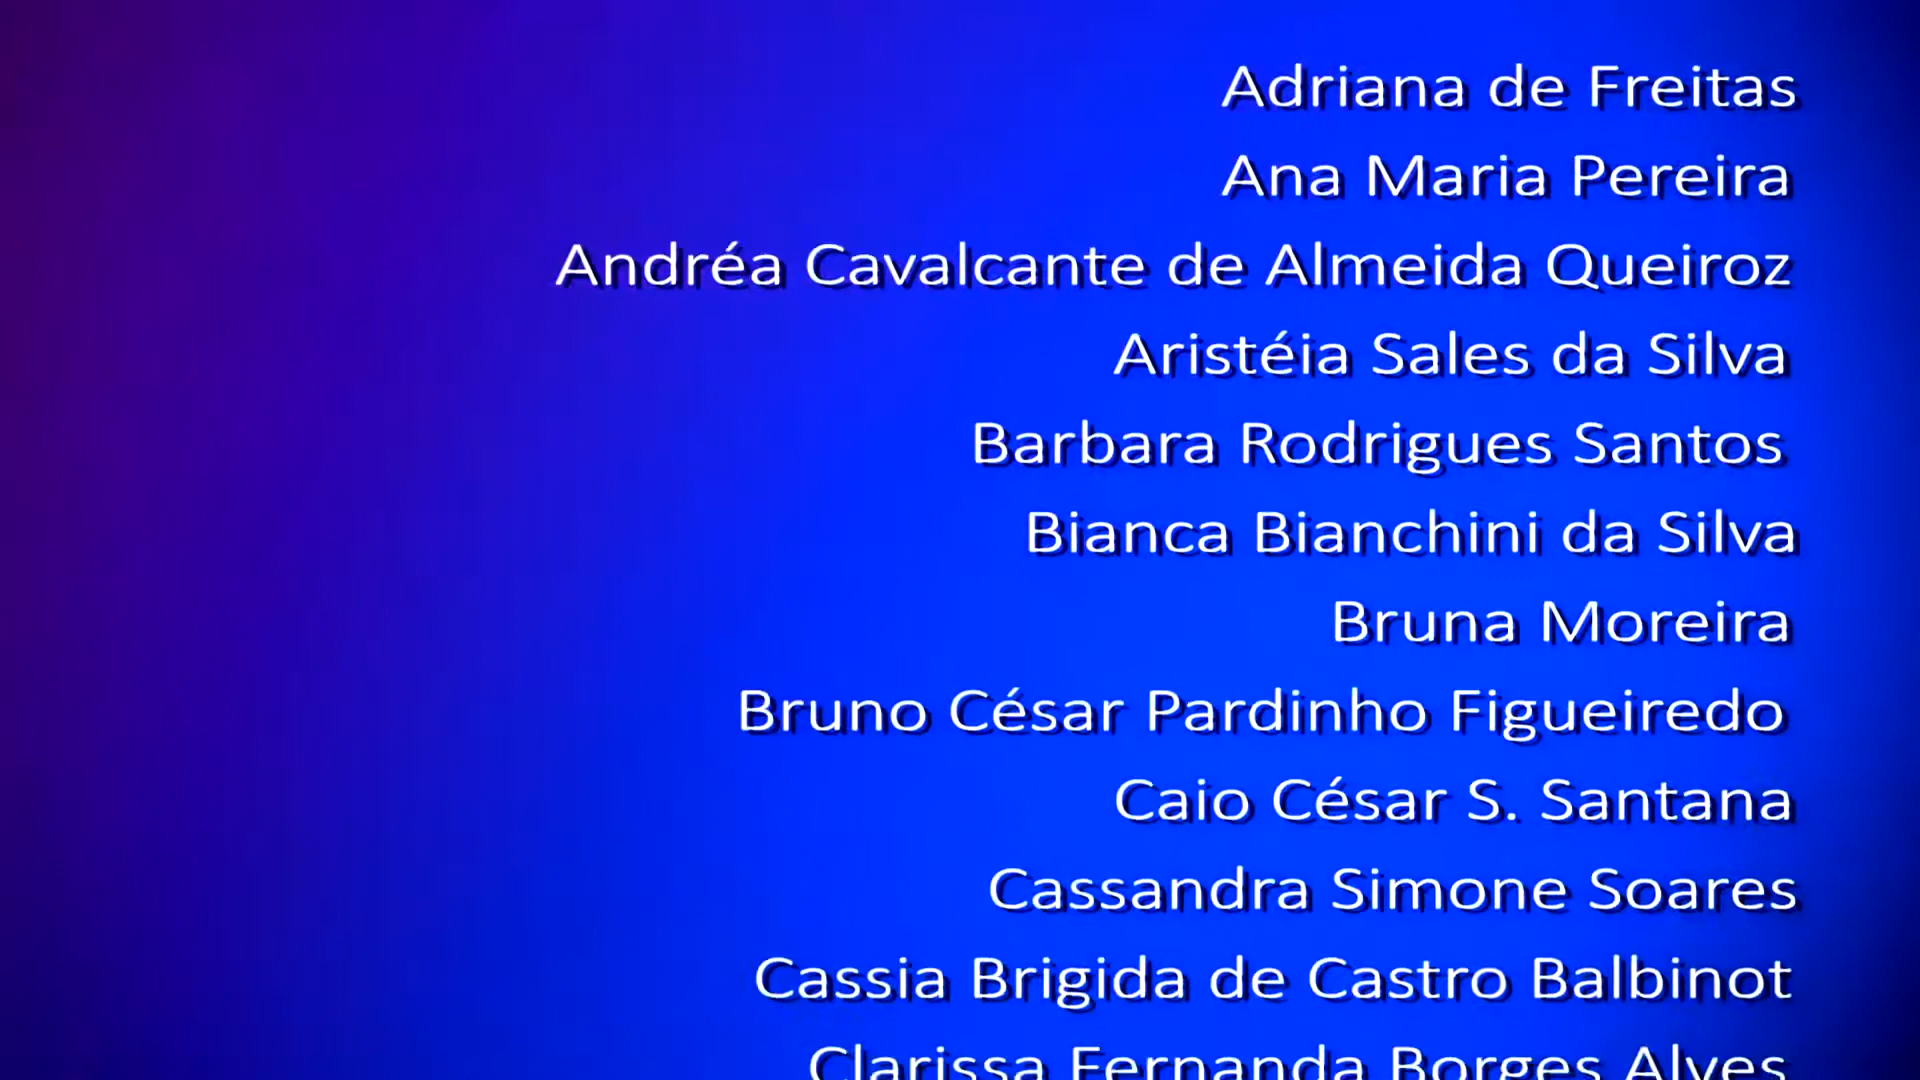 Adriana de Freitas
Ana Maria Pereira
Andréa Cavalcante de Almeida Queiroz
Aristéia Sales da Silva
Barbara Rodrigues Santos
Bianca Bianchini da Silva
Bruna Moreira
Bruno César Pardinho Figueiredo
Caio César S. Santana
Cassandra Simone Soares
Cassia Brigida de Castro Balbinot
Clarissa Fernanda Borges Alves